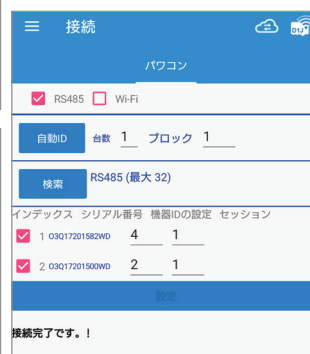 接続
D1J
パワコン
RS485 Wi-Fi
自動ID 台数 1 ブロック 1
検索 RS485 (最大 32)
インデックス シリアル番号 機器IDの設定 セッション
1 O3Q17201582WD 4 1
2 O3Q17201500WD 2 1
設定
接続完了です。!